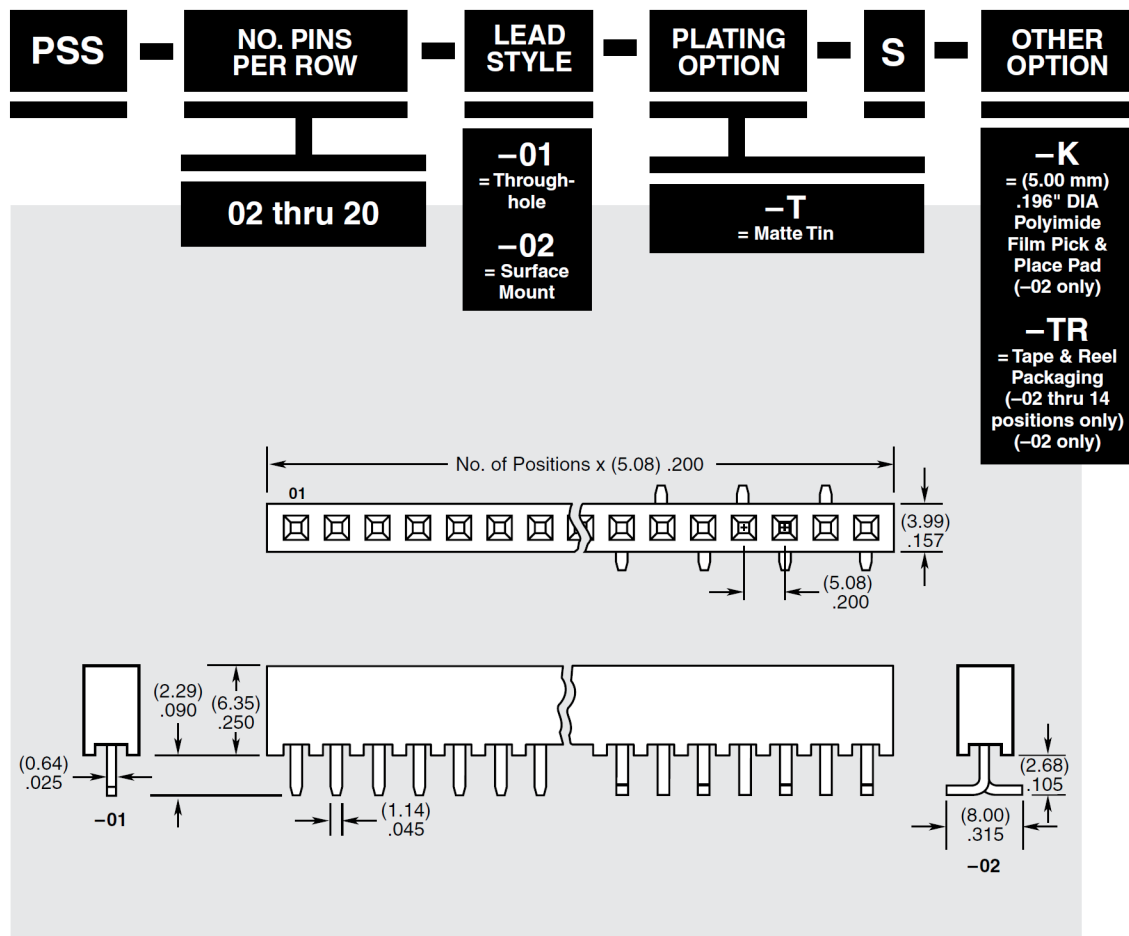 PSS
NO. PINS
PER ROW
LEAD
STYLE
PLATING
OPTION
S
OTHER
OPTION
02 thru 20
–01
= Through-
hole
–02
= Surface
Mount
–T
= Matte Tin
–K
= (5.00 mm)
.196" DIA
Polyimide
Film Pick &
Place Pad
(–02 only)
–TR
= Tape & Reel
Packaging
(–02 thru 14
positions only)
(–02 only)
No. of Positions x (5.08) .200
01
(3.99)
.157
(5.08)
.200
(2.29)
.090
(6.35)
.250
(0.64)
.025
–01
(1.14)
.045
(2.68)
.105
(8.00)
.315
–02